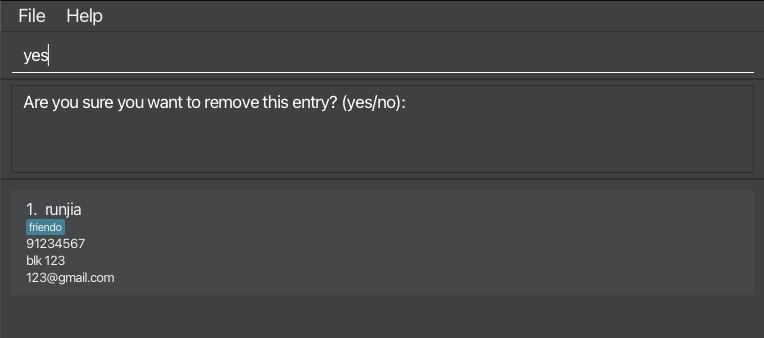 File Help
yes
Are you sure you want to remove this entry? (yes/no):
1. runjia
friendo
91234567
blk 123
123@gmail.com